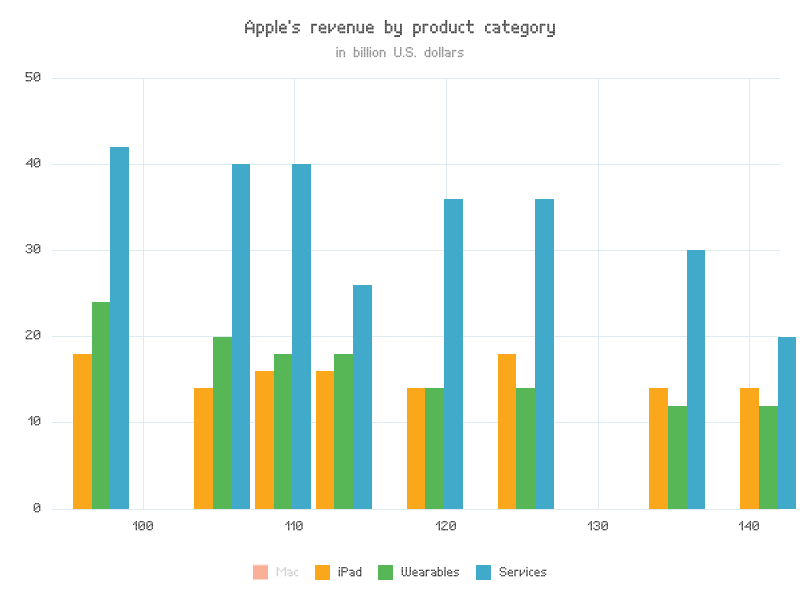 Apple's revenue by product category
in billion U.S. dollars
50
40
30
20
10
0
100 110 120 130 140
Mac iPad Wearables Services